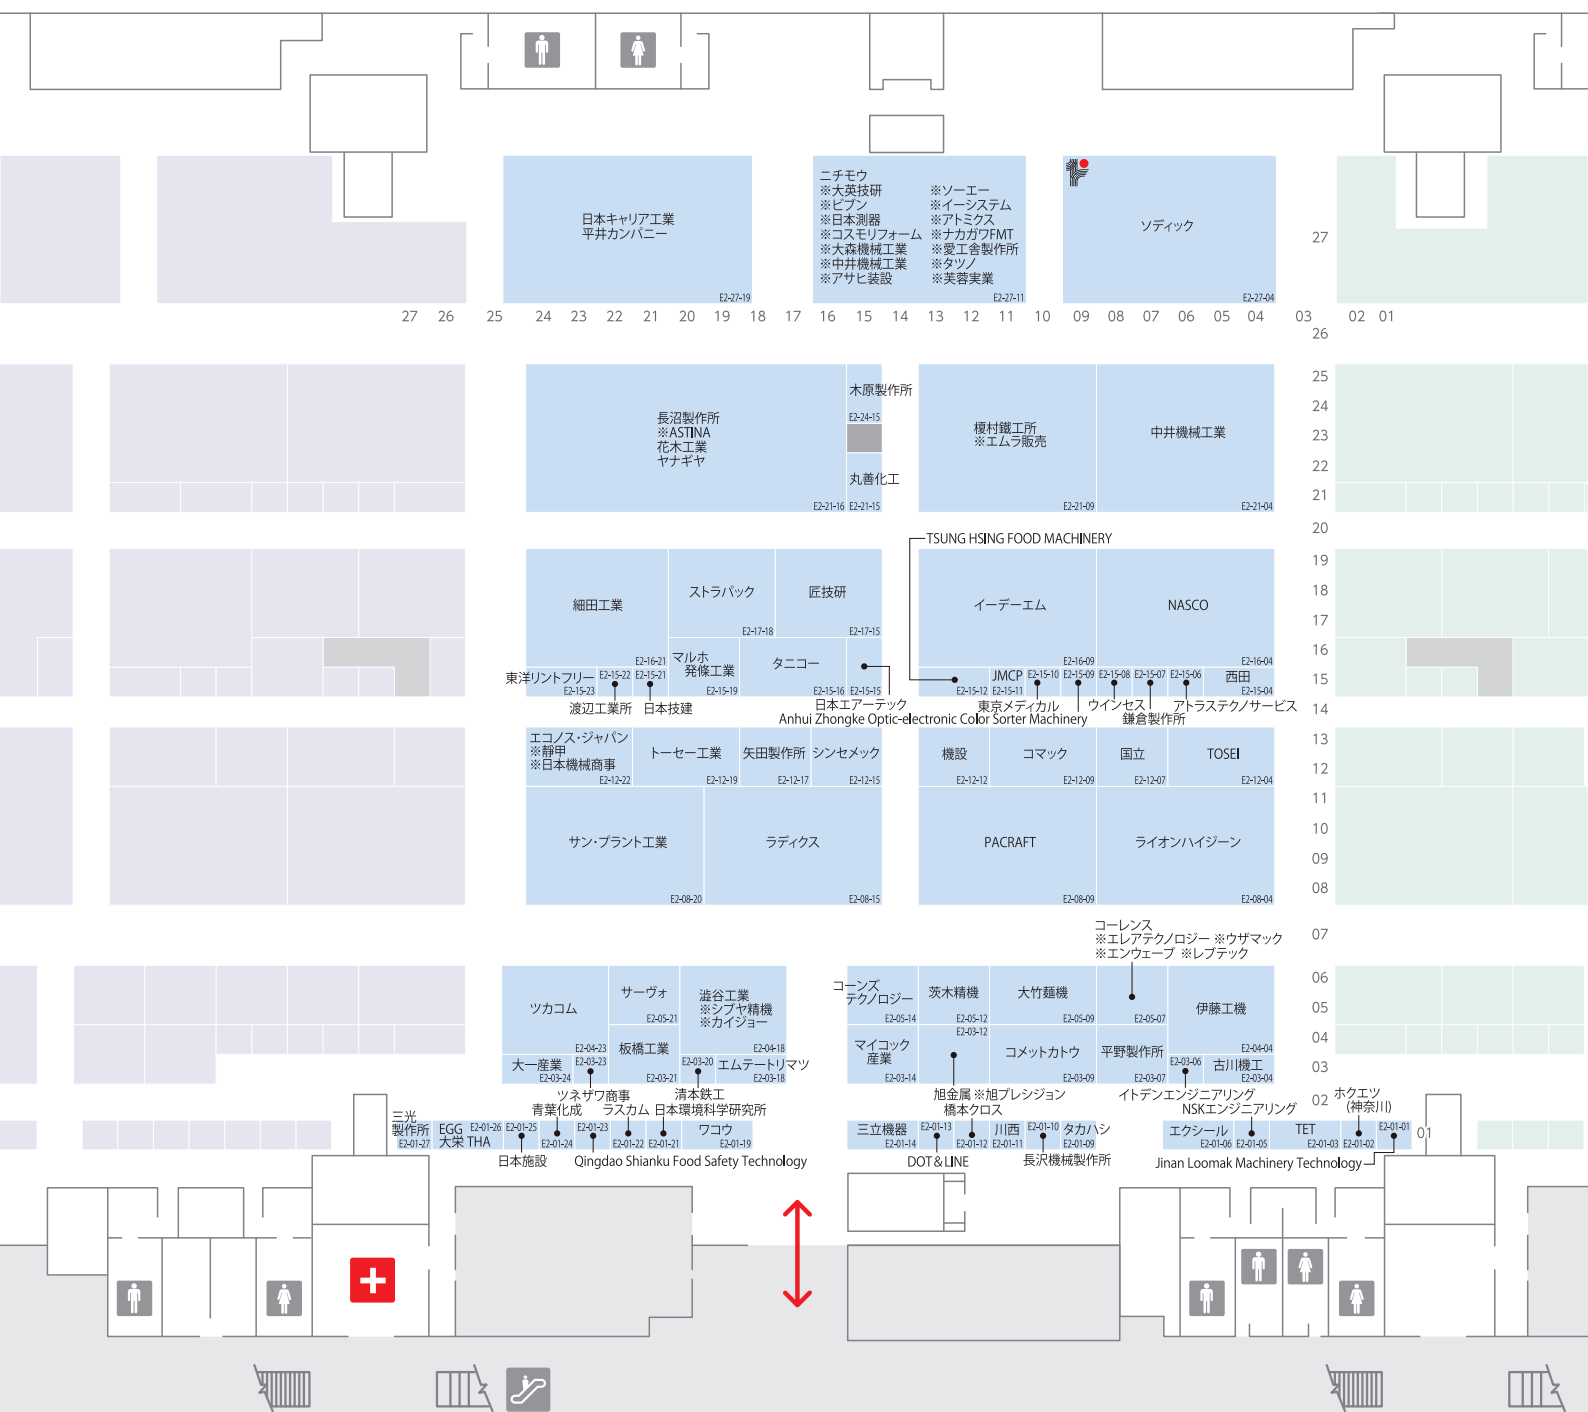 日本キャリア工業
平井カンパニー
E2-27-19
ニチモウ
※大英技研
※ビブン
※日本測器
※コスモリフォーム
※大森機械工業
※中井機械工業
※アサヒ装設
※ソーエー
※イーシステム
※アトミクス
※ナカガワFMT
※愛工舎製作所
※タツノ
※芙蓉実業
E2-27-11
ソディック
E2-27-04
27
27 26 25 24 23 22 21 20 19 18 17 16 15 14 13 12 11 10 09 08 07 06 05 04 03 02 01
26
長沼製作所
※ASTINA
花木工業
ヤナギヤ
E2-21-16
木原製作所
E2-24-15
丸善化工
E2-21-15
榎村鐵工所
※エムラ販売
E2-21-09
中井機械工業
E2-21-04
25
24
23
22
21
20
TSUNG HSING FOOD MACHINERY
細田工業
E2-16-21
ストラパック
E2-17-18
匠技研
E2-17-15
イーデーエム
E2-16-09
NASCO
E2-16-04
19
18
17
16
15
14
東洋リントフリー
E2-15-23
E2-15-22
渡辺工業所
E2-15-21
日本技建
マルホ
発條工業
E2-15-19
タニコー
E2-15-16
E2-15-15
日本エアーテック
E2-15-12
JMCP
E2-15-11
E2-15-10
東京メディカル
E2-15-09
Anhui Zhongke Optic-electronic Color Sorter Machinery
E2-15-08
ウインセス
E2-15-07
鎌倉製作所
E2-15-06
アトラステクノサービス
西田
E2-15-04
エコノス・ジャパン
※靜甲
※日本機械商事
E2-12-22
トーセー工業
E2-12-19
矢田製作所
E2-12-17
シンセメック
E2-12-15
機設
E2-12-12
コマック
E2-12-09
国立
E2-12-07
TOSEI
E2-12-04
13
12
11
10
09
08
サン・プラント工業
E2-08-20
ラディクス
E2-08-15
PACRAFT
E2-08-09
ライオンハイジーン
E2-08-04
07
コーレンス
※エレアテクノロジー ※ウザマック
※エンウェーブ ※レブテック
E2-05-07
ツカコム
E2-04-23
サーヴォ
E2-05-21
澁谷工業
※シブヤ精機
※カイジョー
E2-04-18
コーンズ
テクノロジー
E2-05-14
茨木精機
E2-05-12
大竹麺機
E2-05-09
伊藤工機
E2-04-04
06
05
04
03
02
大一産業
E2-03-24
E2-03-23
ツネザワ商事
板橋工業
E2-03-21
E2-03-20
清本鉄工
エムテートリマツ
E2-03-18
マイコック
産業
E2-03-14
E2-03-12
旭金属 ※旭プレシジョン
コメットカトウ
E2-03-09
平野製作所
E2-03-07
E2-03-06
イトデンエンジニアリング
古川機工
E2-03-04
三光
製作所
E2-01-27
EGG
大栄 THA
E2-01-26
E2-01-25
日本施設
青葉化成
E2-01-24
E2-01-23
Qingdao Shianku Food Safety Technology
ラスカム
E2-01-22
日本環境科学研究所
E2-01-21
ワコウ
E2-01-19
三立機器
E2-01-14
E2-01-13
DOT & LINE
橋本クロス
E2-01-12
川西
E2-01-11
E2-01-10
長沢機械製作所
タカハシ
E2-01-09
エクシール
E2-01-06
NSKエンジニアリング
E2-01-05
TET
E2-01-03
ホクエツ
(神奈川)
E2-01-02
E2-01-01
Jinan Loomak Machinery Technology
01